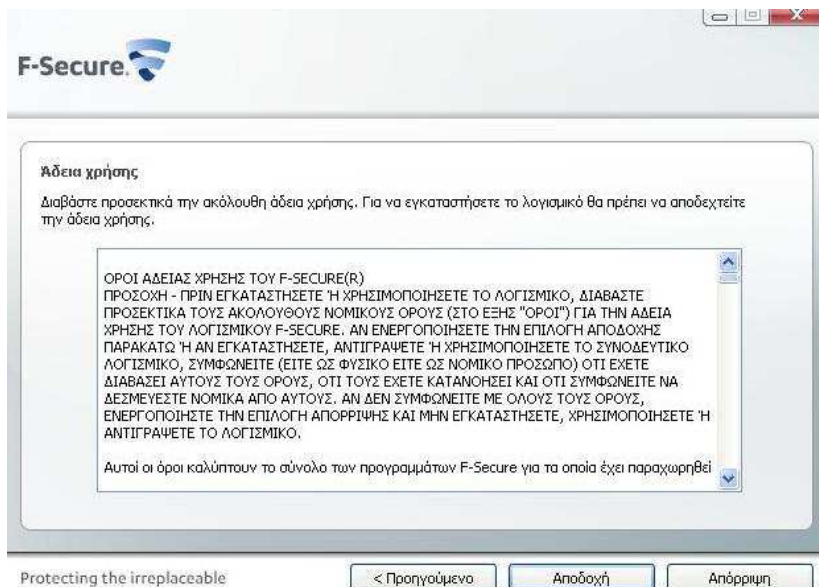 F-Secure.
Άδεια χρήσης
Διαβάστε προσεκτικά την ακόλουθη άδεια χρήσης. Για να εγκαταστήσετε το λογισμικό θα πρέπει να αποδεχτείτε
την άδεια χρήσης.
ΟΡΟΙ ΑΔΕΙΑΣ ΧΡΗΣΗΣ ΤΟΥ F-SECURE(R)
ΠΡΟΣΟΧΗ - ΠΡΙΝ ΕΓΚΑΤΑΣΤΗΣΕΤΕ Ή ΧΡΗΣΙΜΟΠΟΙΗΣΕΤΕ ΤΟ ΛΟΓΙΣΜΙΚΟ, ΔΙΑΒΑΣΤΕ
ΠΡΟΣΕΚΤΙΚΑ ΤΟΥΣ ΑΚΟΛΟΥΘΟΥΣ ΝΟΜΙΚΟΥΣ ΟΡΟΥΣ (ΣΤΟ ΕΞΗΣ "ΟΡΟΙ") ΓΙΑ ΤΗΝ ΑΔΕΙΑ
ΧΡΗΣΗΣ ΤΟΥ ΛΟΓΙΣΜΙΚΟΥ F-SECURE. ΑΝ ΕΝΕΡΓΟΠΟΙΗΣΕΤΕ ΤΗΝ ΕΠΙΛΟΓΗ ΑΠΟΔΟΧΗΣ
ΠΑΡΑΚΑΤΩ Ή ΑΝ ΕΓΚΑΤΑΣΤΗΣΕΤΕ, ΑΝΤΙΓΡΑΨΕΤΕ Ή ΧΡΗΣΙΜΟΠΟΙΗΣΕΤΕ ΤΟ ΣΥΝΟΔΕΥΤΙΚΟ
ΛΟΓΙΣΜΙΚΟ, ΣΥΜΦΩΝΕΙΤΕ (ΕΙΤΕ ΩΣ ΦΥΣΙΚΟ ΕΙΤΕ ΩΣ ΝΟΜΙΚΟ ΠΡΟΣΩΠΟ) ΟΤΙ ΕΧΕΤΕ
ΔΙΑΒΑΣΕΙ ΑΥΤΟΥΣ ΤΟΥΣ ΟΡΟΥΣ, ΟΤΙ ΤΟΥΣ ΕΧΕΤΕ ΚΑΤΑΝΟΗΣΕΙ ΚΑΙ ΟΤΙ ΣΥΜΦΩΝΕΙΤΕ ΝΑ
ΔΕΣΜΕΥΕΣΤΕ ΝΟΜΙΚΑ ΑΠΟ ΑΥΤΟΥΣ. ΑΝ ΔΕΝ ΣΥΜΦΩΝΕΙΤΕ ΜΕ ΟΛΟΥΣ ΤΟΥΣ ΟΡΟΥΣ,
ΕΝΕΡΓΟΠΟΙΗΣΤΕ ΤΗΝ ΕΠΙΛΟΓΗ ΑΠΟΡΡΙΨΗΣ ΚΑΙ ΜΗΝ ΕΓΚΑΤΑΣΤΗΣΕΤΕ, ΧΡΗΣΙΜΟΠΟΙΗΣΕΤΕ Ή
ΑΝΤΙΓΡΑΨΕΤΕ ΤΟ ΛΟΓΙΣΜΙΚΟ.
Αυτοί οι όροι καλύπτουν το σύνολο των προγραμμάτων F-Secure για τα οποία έχει παραχωρηθεί
Protecting the irreplaceable
< Προηγούμενο
Αποδοχή
Απόρριψη